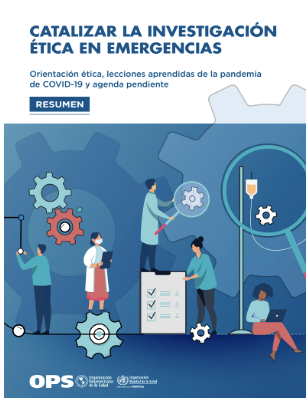 CATALIZAR LA INVESTIGACIÓN
ÉTICA EN EMERGENCIAS
Orientación ética, lecciones aprendidas de la pandemia
de COVID-19 y agenda pendiente
RESUMEN
OPS
Organización
Panamericana
de la Salud
Organización
Mundial de la Salud